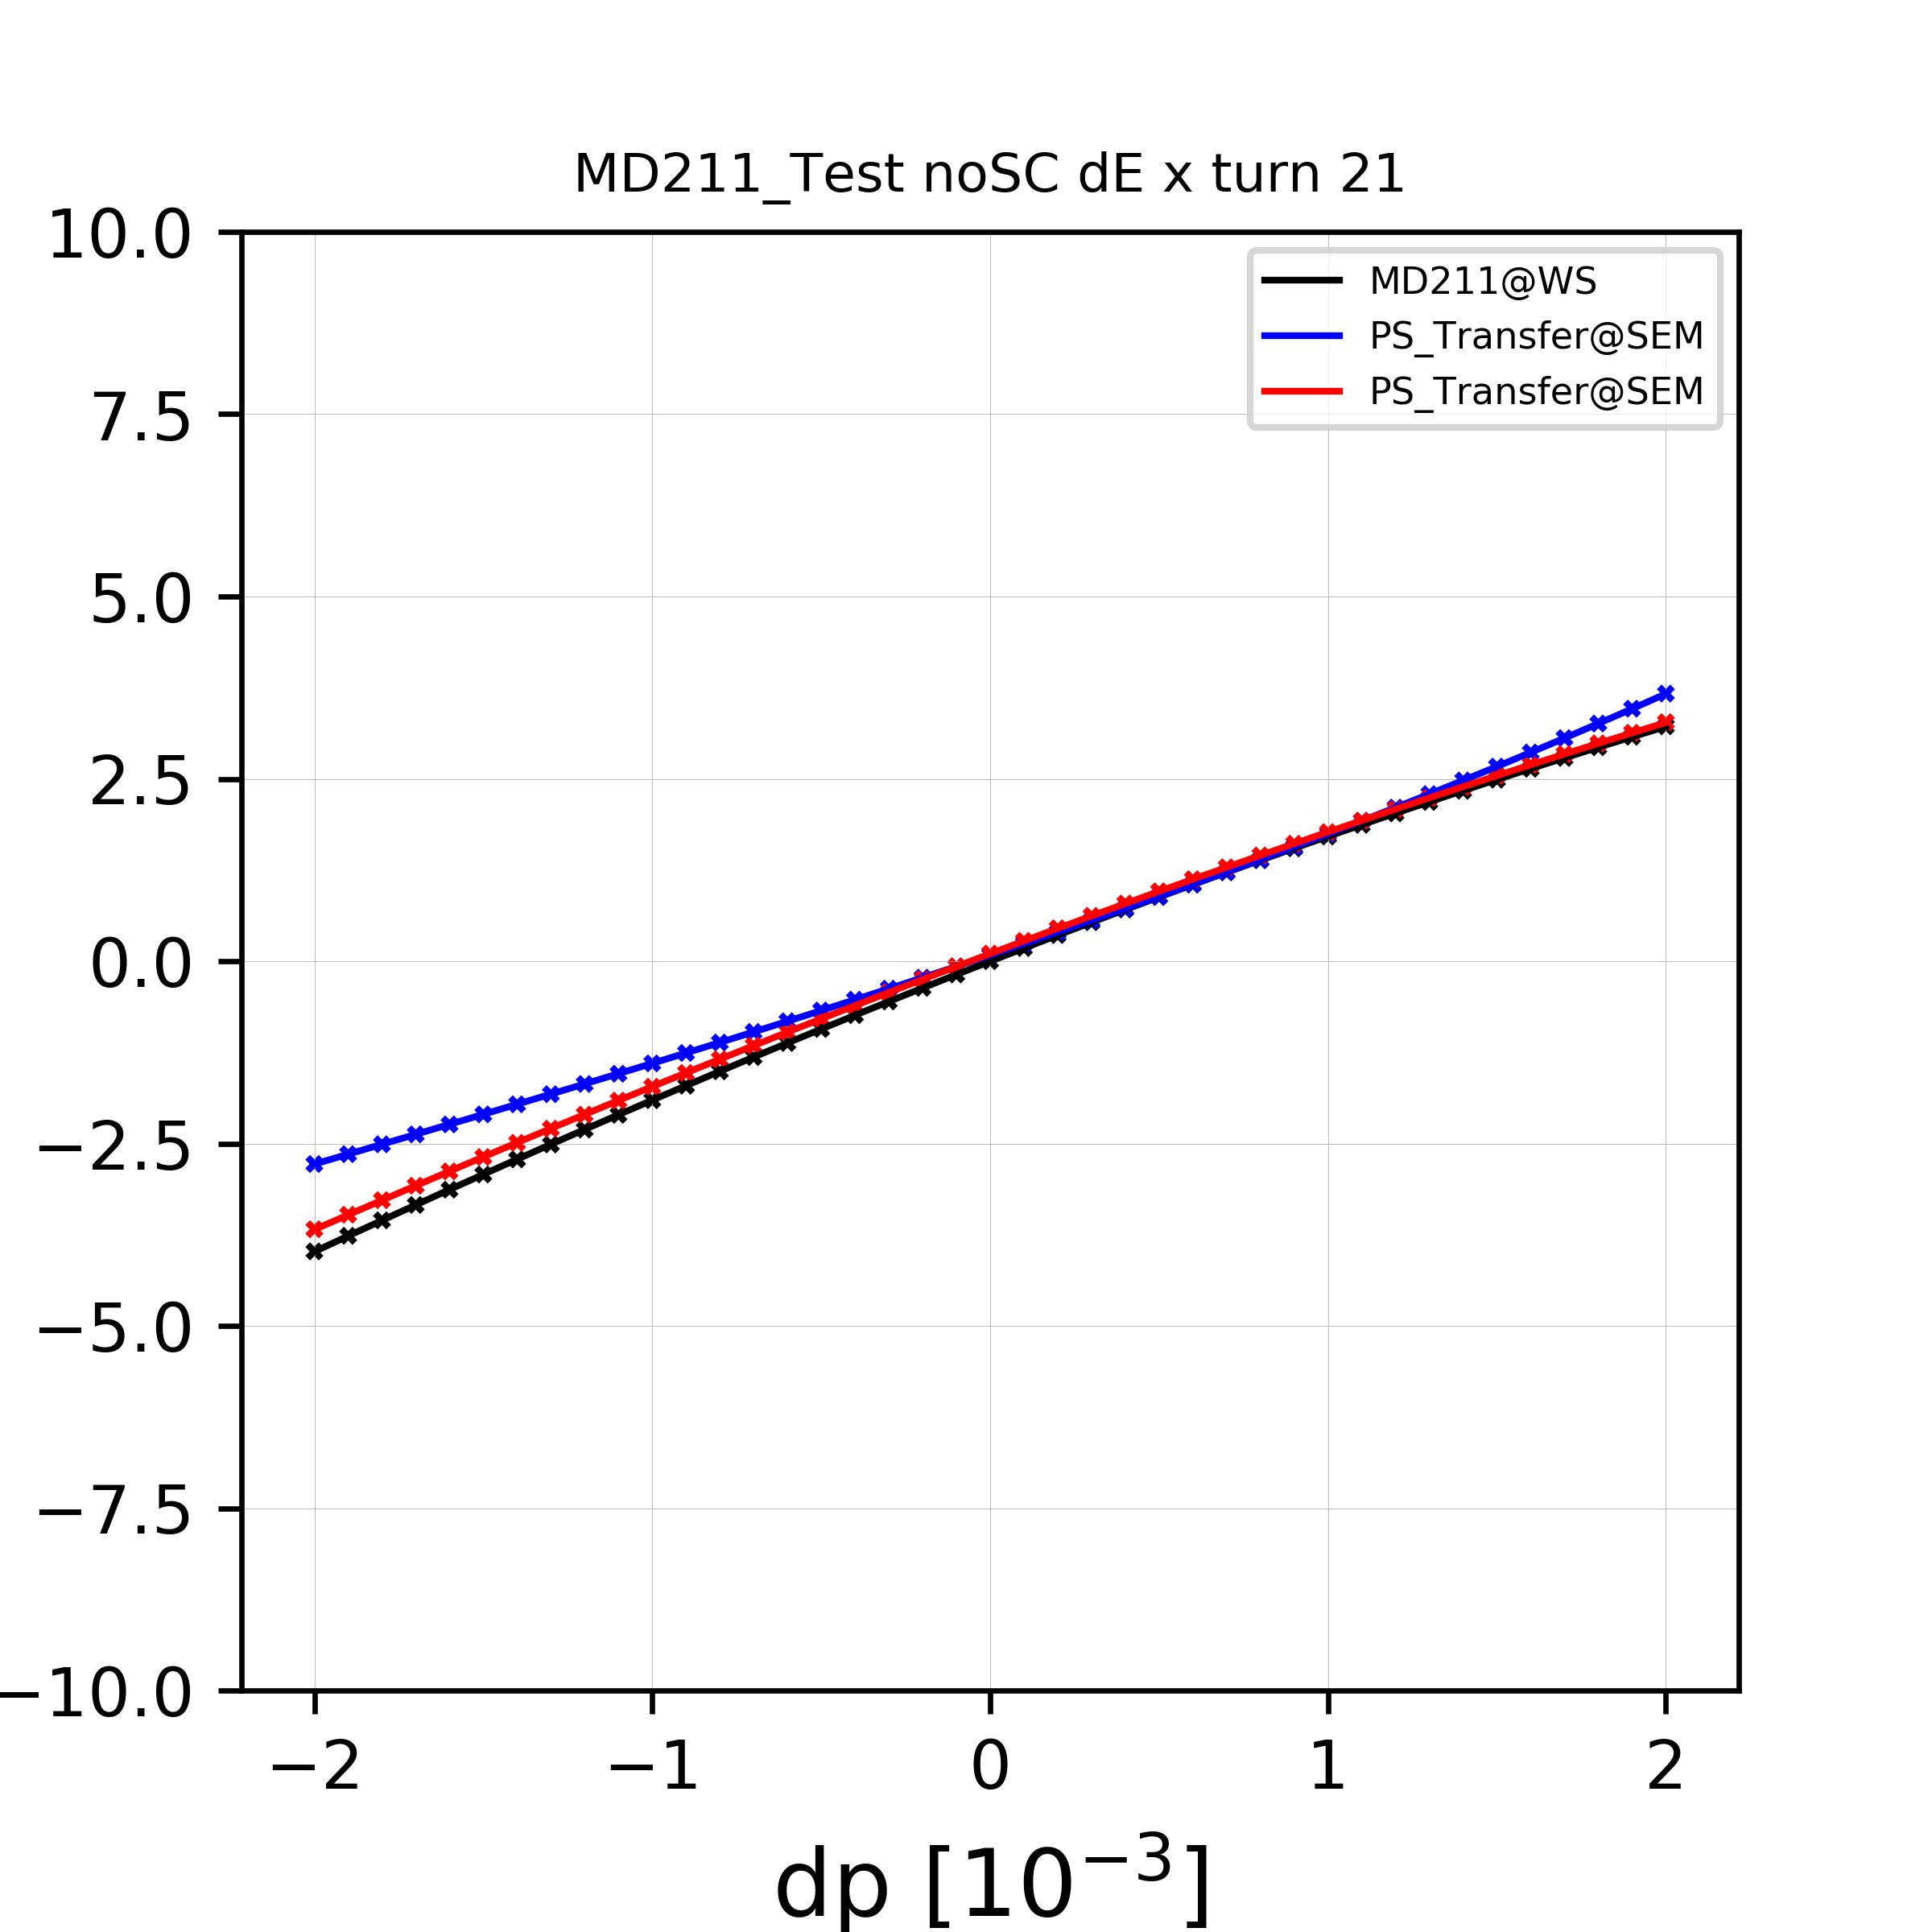 MD211_Test noSC dE x turn 21
10.0
7.5
5.0
2.5
0.0
−2.5
−5.0
−7.5
−10.0
MD211@WS
PS_Transfer@SEM
PS_Transfer@SEM
−2 −1 0 1 2
dp [10⁻³]